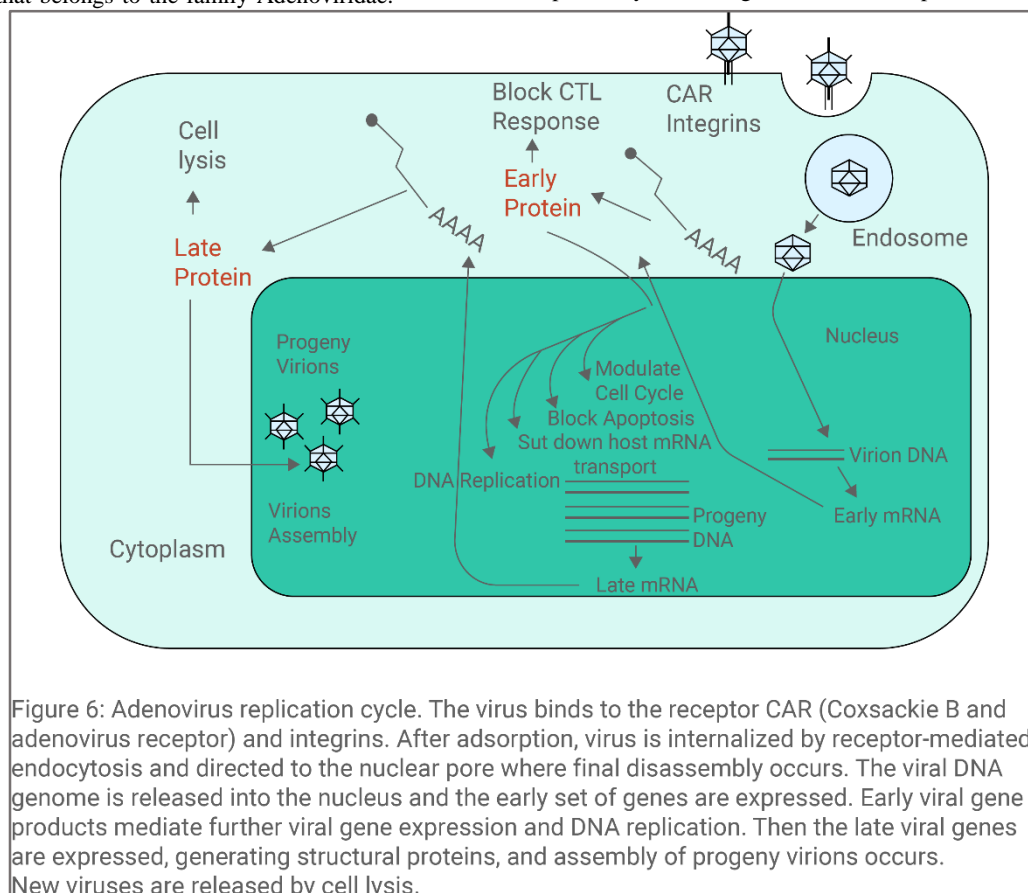 that belongs to the family Adenoviridae.
Block CTL
Response
CAR
Integrins
Cell
lysis
Early
Protein
AAAA
AAAA
Endosome
Late
Protein
Nucleus
Progeny
Virions
Modulate
Cell Cycle
Block Apoptosis
Sut down host mRNA
transport
DNA Replication
Virion DNA
Early mRNA
Progeny
DNA
Virions
Assembly
Cytoplasm
Late mRNA
Figure 6: Adenovirus replication cycle. The virus binds to the receptor CAR (Coxsackie B and
adenovirus receptor) and integrins. After adsorption, virus is internalized by receptor-mediated
endocytosis and directed to the nuclear pore where final disassembly occurs. The viral DNA
genome is released into the nucleus and the early set of genes are expressed. Early viral gene
products mediate further viral gene expression and DNA replication. Then the late viral genes
are expressed, generating structural proteins, and assembly of progeny virions occurs.
New viruses are released by cell lysis.